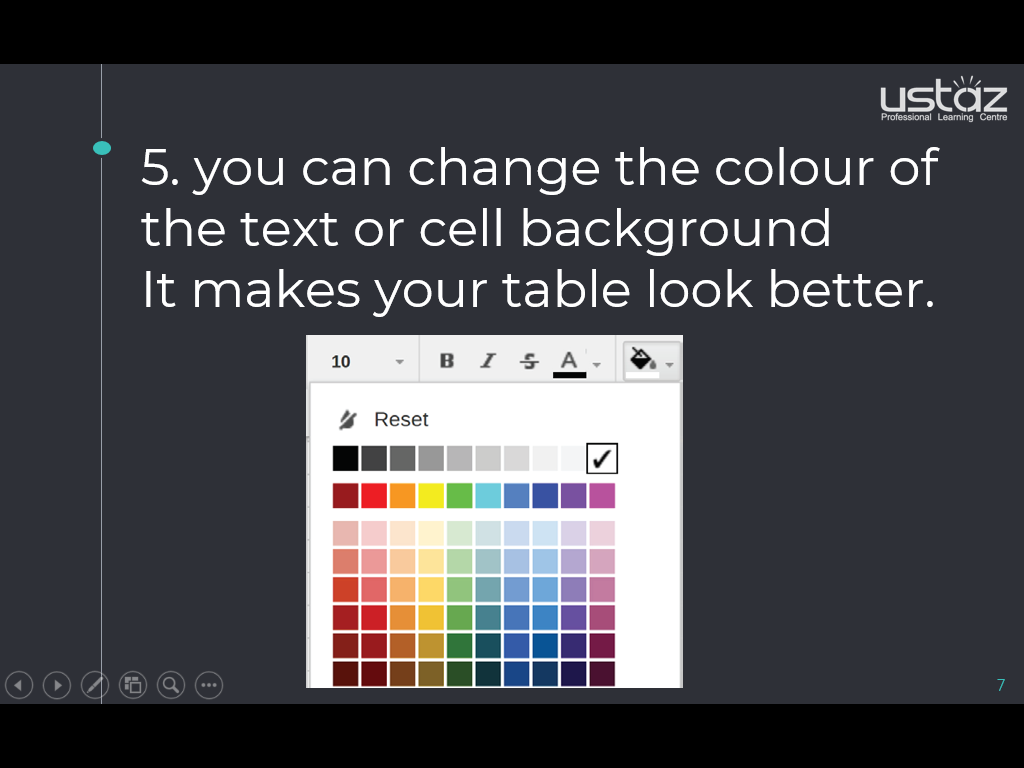 ustaz
Professional Learning Centre
5. you can change the colour of
the text or cell background
It makes your table look better.
10 B I S A
Reset
7